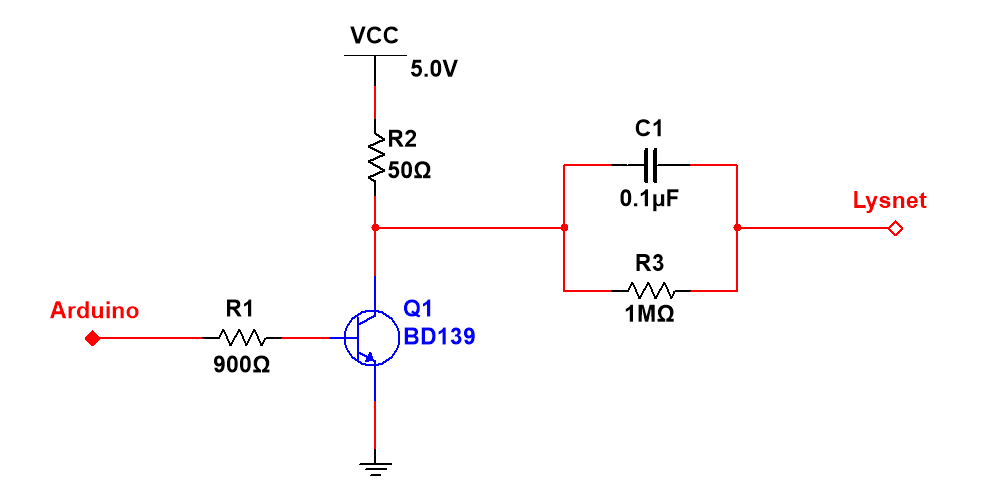 VCC
5.0V
R2
50Ω
C1
0.1µF
Lysnet
R3
1MΩ
Arduino
R1
900Ω
Q1
BD139